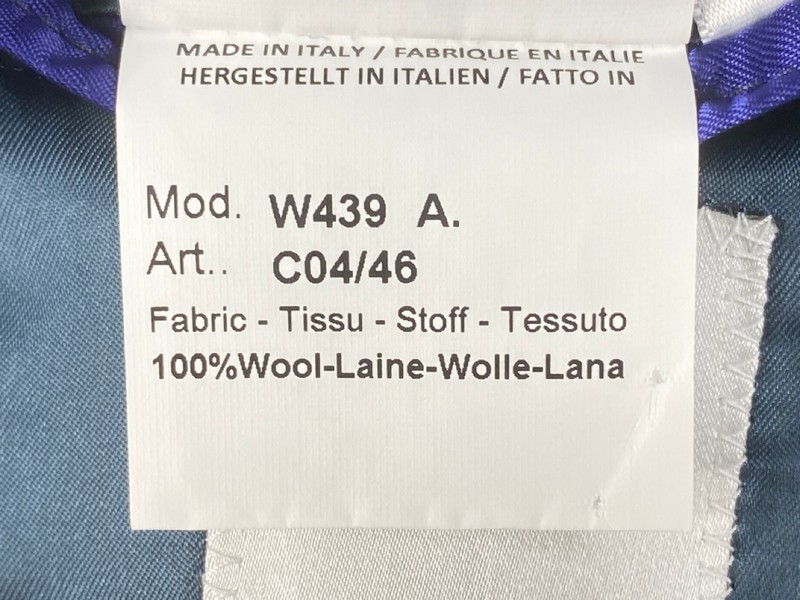 MADE IN ITALY / FABRIQUE EN ITALIE
HERGESTELLT IN ITALIEN / FATTO IN
Mod. W439 A.
Art.. C04/46
Fabric - Tissu - Stoff - Tessuto
100%Wool-Laine-Wolle-Lana